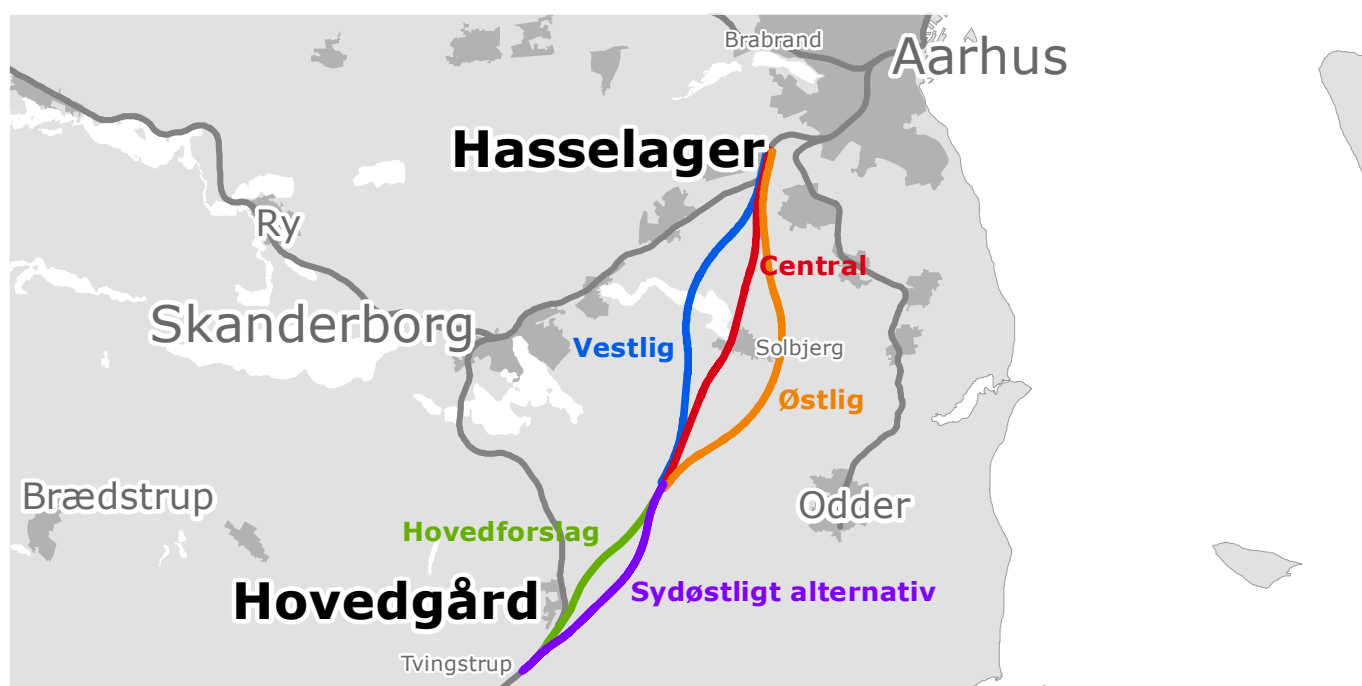 Brabrand
Aarhus
Hasselager
Ry
Central
Skanderborg
Vestlig
Solbjerg
Østlig
Brædstrup
Odder
Hovedforslag
Hovedgård
Sydøstligt alternativ
Tvingstrup